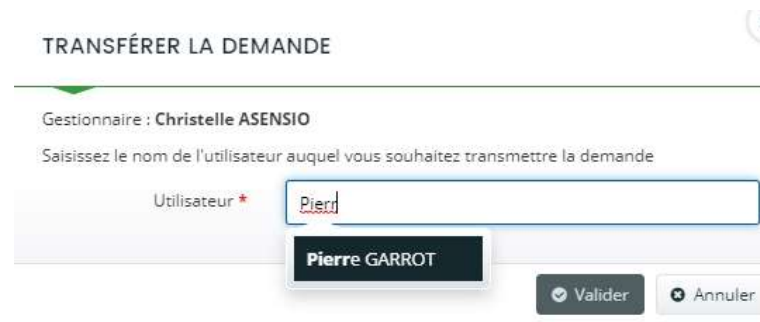 TRANSFÉRER LA DEMANDE
Gestionnaire : Christelle ASENSIO
Saisissez le nom de l'utilisateur auquel vous souhaitez transmettre la demande
Utilisateur * Pierr
Pierre GARROT
Valider Annuler